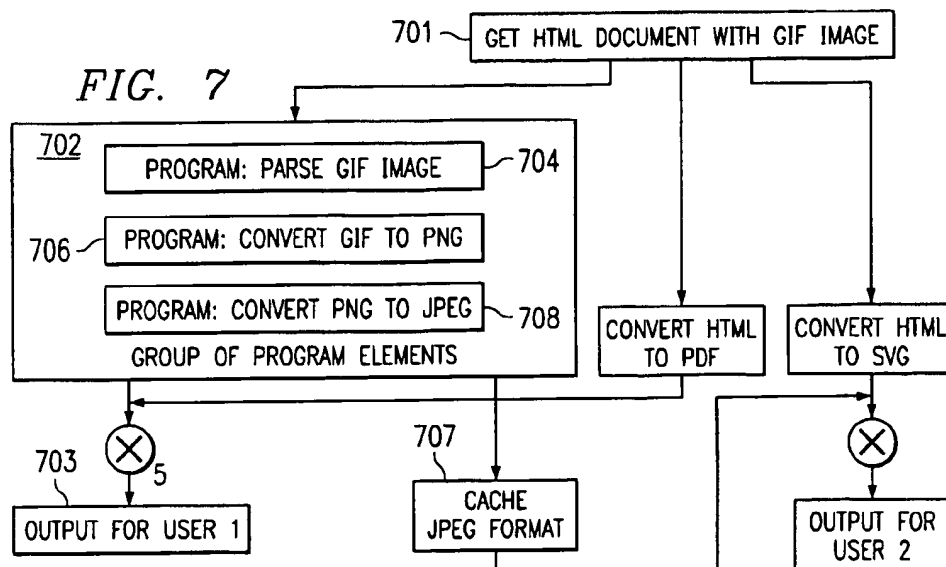 701
GET HTML DOCUMENT WITH GIF IMAGE
FIG. 7
702
PROGRAM: PARSE GIF IMAGE
704
706
PROGRAM: CONVERT GIF TO PNG
PROGRAM: CONVERT PNG TO JPEG
708
GROUP OF PROGRAM ELEMENTS
CONVERT HTML
TO PDF
CONVERT HTML
TO SVG
703
5
OUTPUT FOR USER 1
707
CACHE
JPEG FORMAT
OUTPUT FOR
USER 2